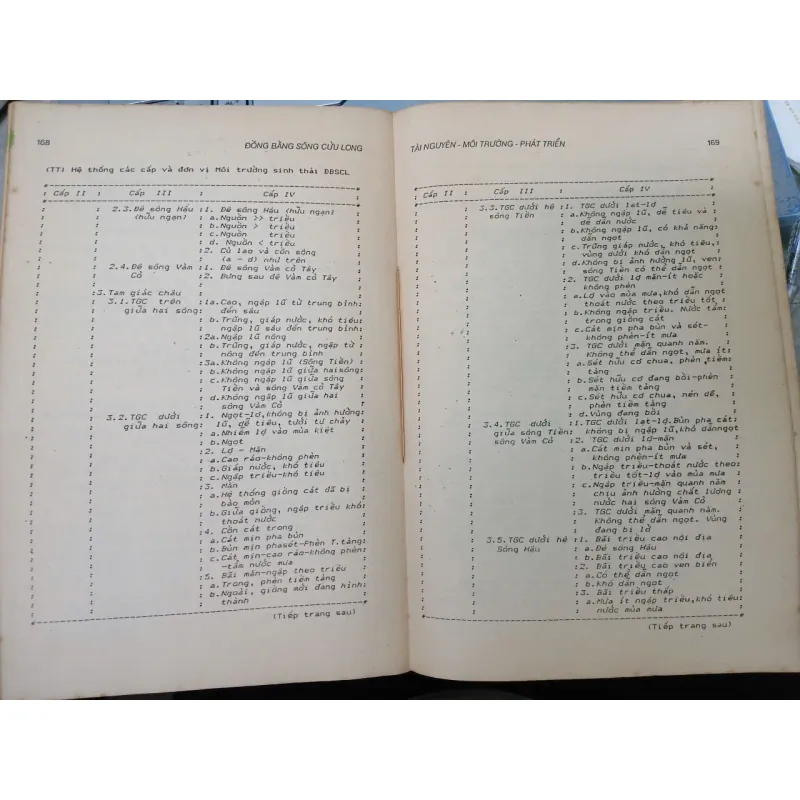 168
ĐỒNG BẰNG SÔNG CỬU LONG
(TT) Hệ thống các cấp và đơn vị Môi trường sinh thái ĐBSCL
: Cấp II : Cấp III : Cấp IV :
2.3.Đê sông Hậu :1. Đê sông Hậu (hữu ngạn):
(hữu ngạn) : a.Nguồn >> triều
b.Nguồn > triều
c.Nguồn triều
d. Nguồn < triều
:2. Cù lao và cồn sông
(a - d) như trên
2.4.Đê sông Vàm :1. Đê sông Vàm cỏ Tây
Cỏ :2. Bưng sau đê Vàm cỏ Tây
:3.Tam giác châu
3.1.TGC trên :1a.Cao, ngập lũ từ trung bình:
giữa hai sông: đến sâu
b.Trũng, giáp nước, khó tiêu:
ngập lũ sâu đến trung bình:
:2a.Ngập lũ nông
b.Trũng, giáp nước, ngập từ
nông đến trung bình
:3a.Không ngập lũ (Sông Tiền)
b.Không ngập lũ giữa hai sông:
c.Không ngập lũ giữa sông
Tiền và sông Vàm cỏ Tây
d.Không ngập lũ giữa hai
sông Vàm Cỏ
3.2.TGC dưới :1. Ngọt-lợ,không bị ảnh hưởng:
giữa hai sông: lũ, dễ tiêu, tưới tự chảy
a.Nhiễm lợ vào mùa kiệt
b.Ngọt
:2. Lợ - Mặn
a.Cao ráo-không phèn
b.Giáp nước, khó tiêu
c.Ngập triều-khó tiêu
:3. Mặn
a.Hệ thống giồng cát đã bị
bào mòn
b.Giữa giồng, ngập triều khó:
thoát nước
:4. Cồn cát trong
a.Cát mịn pha bùn
b.Bùn mịn phasét-Phèn T.tàng:
c.Cát mịn-cao ráo-không phèn:
-tầm nước mưa
:5. Bãi mặn-ngập theo triều
a.Trong, phèn tiềm tàng
b.Ngoài, giồng mới đang hình:
thành
(Tiếp trang sau)
TÀI NGUYÊN - MÔI TRƯỜNG - PHÁT TRIỂN
169
: Cấp II : Cấp III : Cấp IV :
3.3.TGC dưới hệ :1. TGC dưới lạt-lợ
sông Tiền : a.Không ngập lũ, dễ tiêu và :
dễ dẫn nước
b.Không ngập lũ, có khả năng:
dẫn ngọt
c.Trũng giáp nước, khó tiêu,:
vùng dưới khó dẫn ngọt
d.Không bị ảnh hưởng lũ, ven:
sông Tiền có thể dẫn ngọt :
:2. TGC dưới lợ mặn-ít hoặc
không phèn
a.Lợ vào mùa mưa,khó dẫn ngọt
thoát nước theo triều tốt :
b.Không ngập triều. Nước tầm:
trong giồng cát
c.Cát mịn pha bùn và sét-
không phèn-ít mưa
:3. TGC dưới mặn quanh năm.
Không thể dẫn ngọt, mưa ít:
a.Sét hữu cơ chua, phèn tiềm:
tàng
b.Sét hữu cơ đang bồi-phèn
mặn tiềm tàng
c.Sét hữu cơ chua, nén dẻ,
phèn tiềm tàng
d.Vùng đang bồi
3.4.TGC dưới :1.TGC dưới lạt-lợ.Bùn pha cát:
giữa sông Tiền: không bị ngập lũ,khó dẫnngọt
sông Vàm Cỏ :2. TGC dưới lợ-mặn
a.Cát mịn pha bùn và sét,
không phèn-ít mưa
b.Ngập triều-thoát nước theo:
triều tốt-lợ vào mùa mưa
c.Ngập triều-mặn quanh năm
chịu ảnh hưởng chất lượng
nước hai sông Vàm Cỏ
:3. TGC dưới mặn quanh năm.
Không thể dẫn ngọt. Vùng
đang bị lở
3.5.TGC dưới hệ :1. Bãi triều cao nội địa
Sông Hậu : a.Đê sông Hậu
b.Bãi triều cao nội địa
:2. Bãi triều cao ven biển
a.Có thể dẫn ngọt
b.Khó dẫn ngọt
:3. Bãi triều thấp
a.Mưa ít ngập triều,khó tiêu:
nước mùa mưa
(Tiếp trang sau)